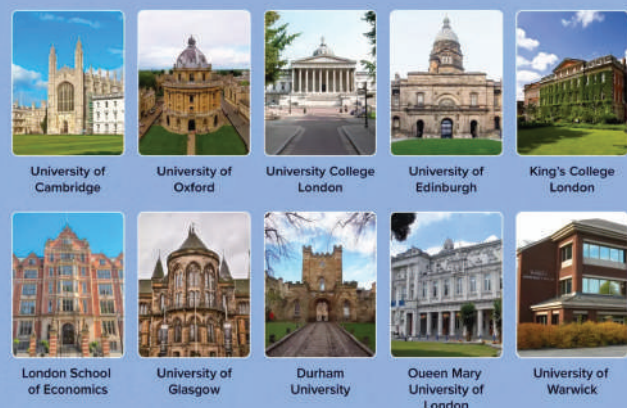 University of
Cambridge
University of
Oxford
University College
London
University of
Edinburgh
King's College
London
London School
of Economics
University of
Glasgow
Durham
University
Queen Mary
University of
London
University of
Warwick